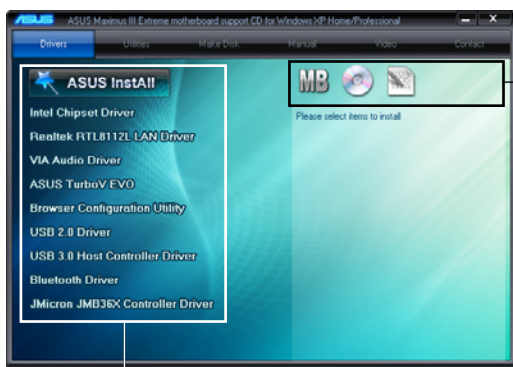 ASUS ASUS Maximus III Extreme motherboard support CD for Windows XP Home/Professional
Drivers Utilities Make Disk Manual Video Contact
ASUS InstAll
MB
Please select items to install
Intel Chipset Driver
Realtek RTL8112L LAN Driver
VIA Audio Driver
ASUS TurboV EVO
Browser Configuration Utility
USB 2.0 Driver
USB 3.0 Host Controller Driver
Bluetooth Driver
JMicron JMB36X Controller Driver